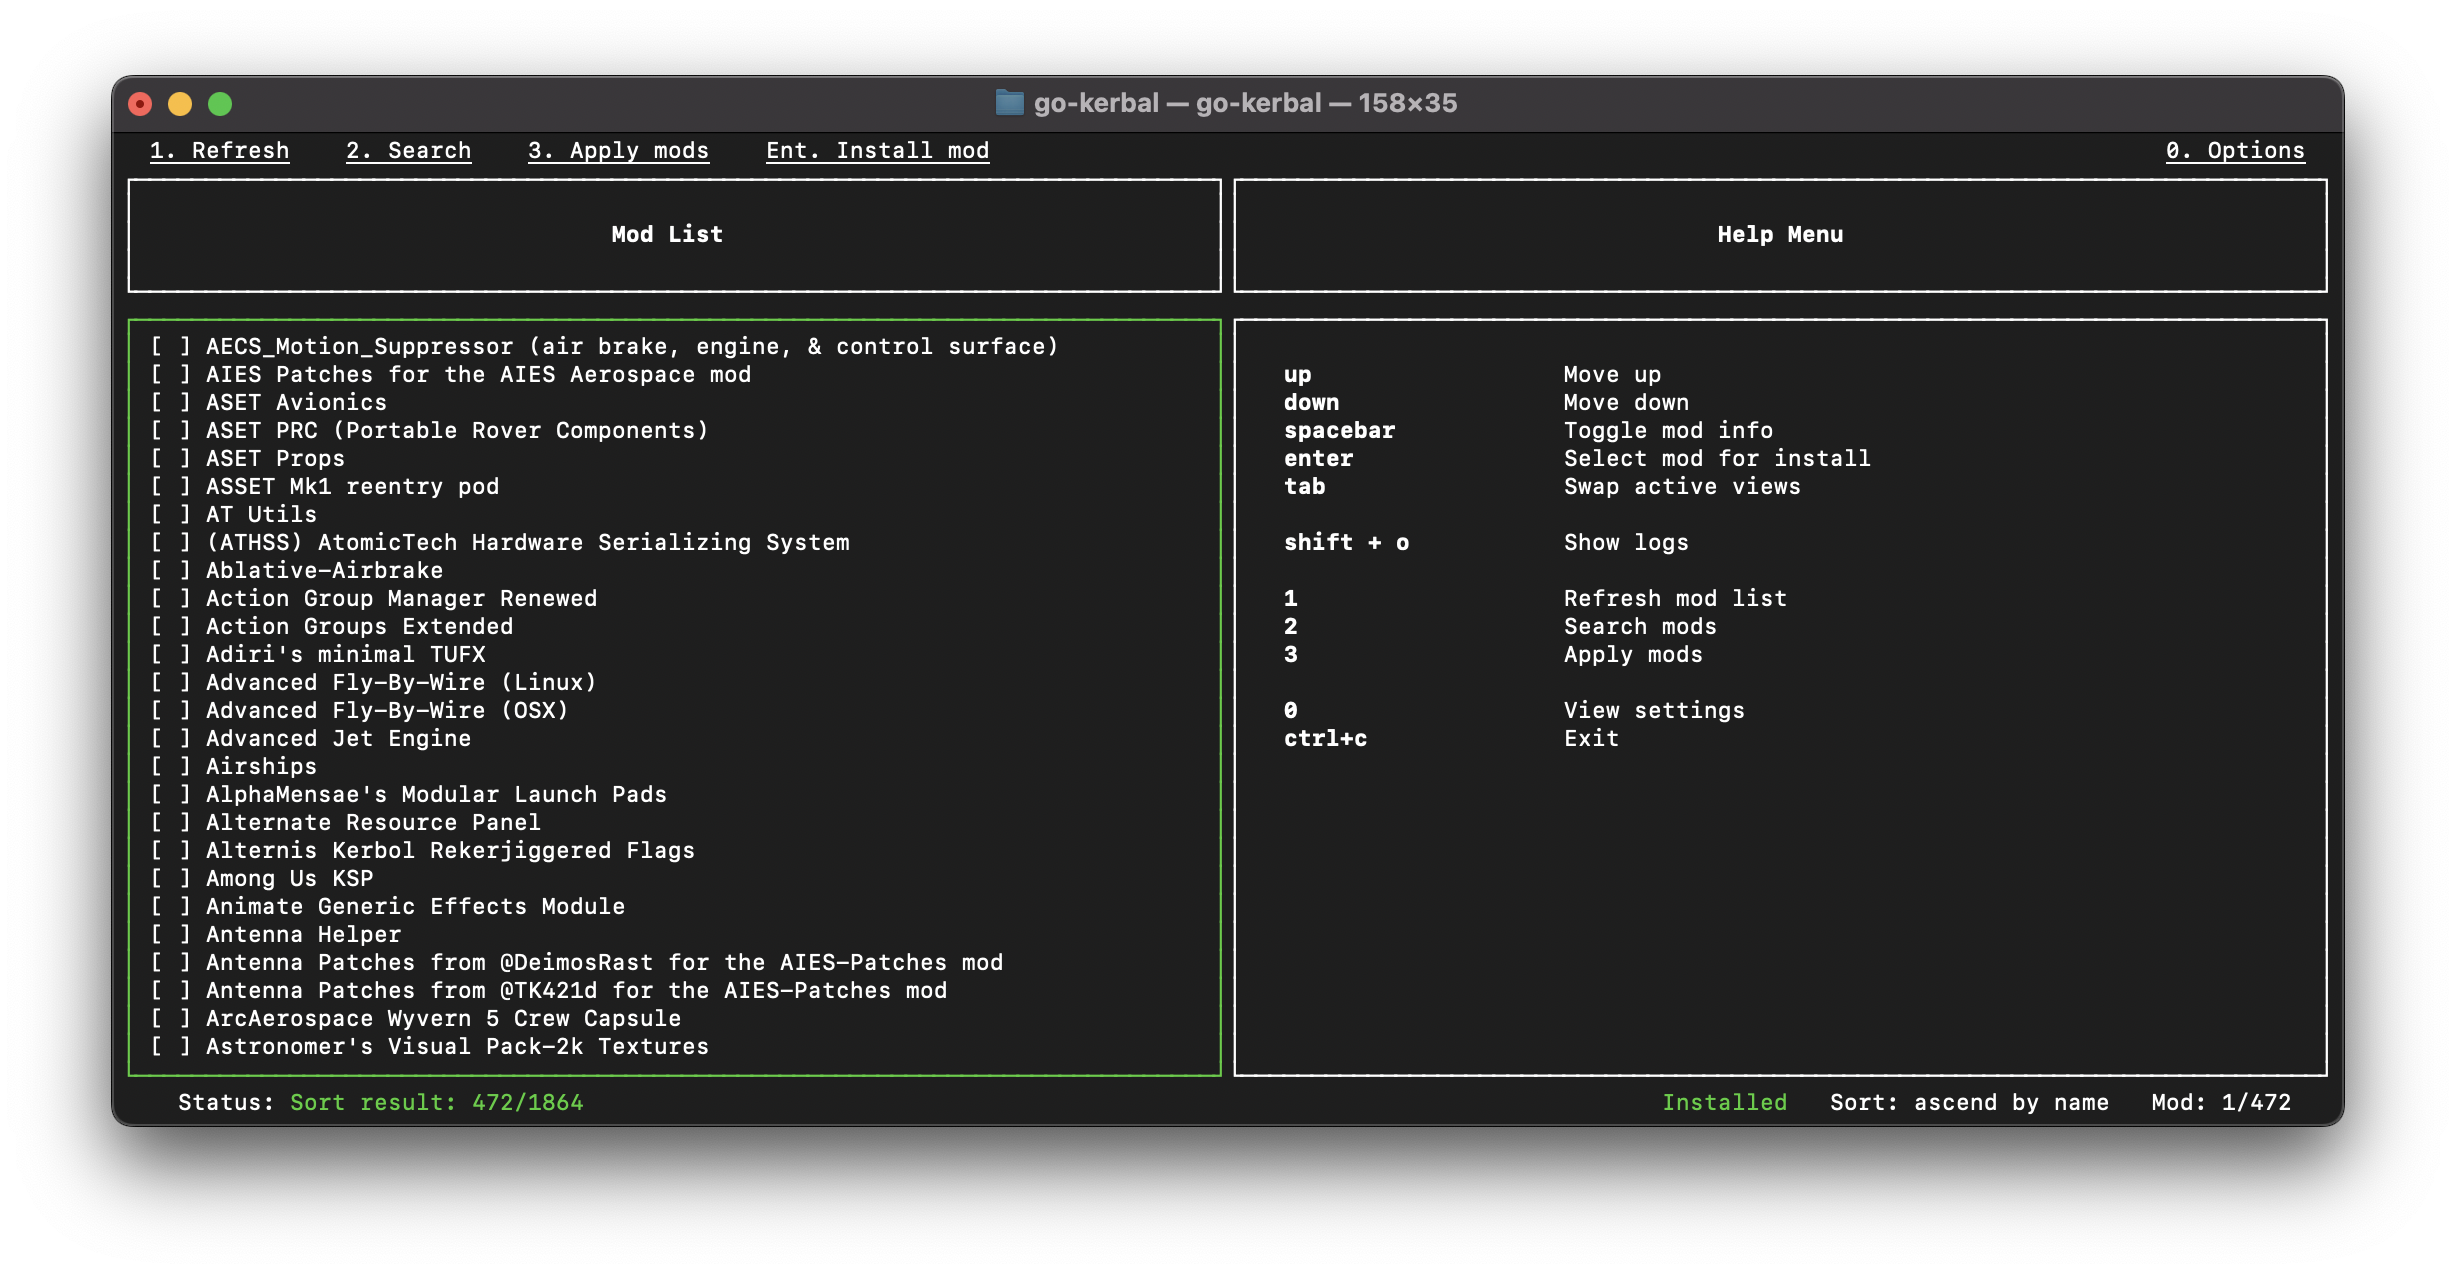 go-kerbal — go-kerbal — 158×35
1. Refresh    2. Search    3. Apply mods    Ent. Install mod    0. Options
Mod List
Help Menu
[ ] AECS_Motion_Suppressor (air brake, engine, & control surface)
[ ] AIES Patches for the AIES Aerospace mod
[ ] ASET Avionics
[ ] ASET PRC (Portable Rover Components)
[ ] ASET Props
[ ] ASSET Mk1 reentry pod
[ ] AT Utils
[ ] (ATHSS) AtomicTech Hardware Serializing System
[ ] Ablative-Airbrake
[ ] Action Group Manager Renewed
[ ] Action Groups Extended
[ ] Adiri's minimal TUFX
[ ] Advanced Fly-By-Wire (Linux)
[ ] Advanced Fly-By-Wire (OSX)
[ ] Advanced Jet Engine
[ ] Airships
[ ] AlphaMensae's Modular Launch Pads
[ ] Alternate Resource Panel
[ ] Alternis Kerbol Rekerjiggered Flags
[ ] Among Us KSP
[ ] Animate Generic Effects Module
[ ] Antenna Helper
[ ] Antenna Patches from @DeimosRast for the AIES-Patches mod
[ ] Antenna Patches from @TK421d for the AIES-Patches mod
[ ] ArcAerospace Wyvern 5 Crew Capsule
[ ] Astronomer's Visual Pack-2k Textures
up    Move up
down    Move down
spacebar    Toggle mod info
enter    Select mod for install
tab    Swap active views
shift + o    Show logs
1    Refresh mod list
2    Search mods
3    Apply mods
0    View settings
ctrl+c    Exit
Status: Sort result: 472/1864    Installed    Sort: ascend by name    Mod: 1/472